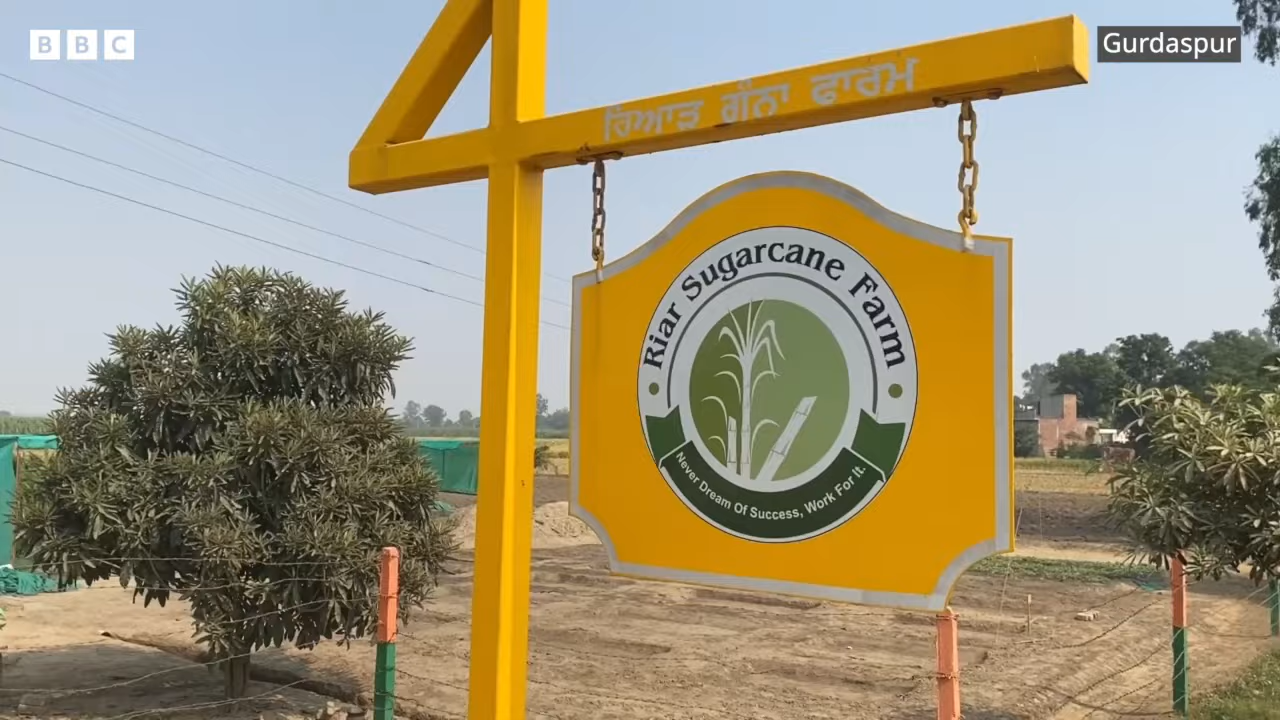 BBC
Gurdaspur
ਰਿਆੜ ਗੰਨਾ ਫਾਰਮ
Riar Sugarcane Farm
Never Dream Of Success, Work For It.